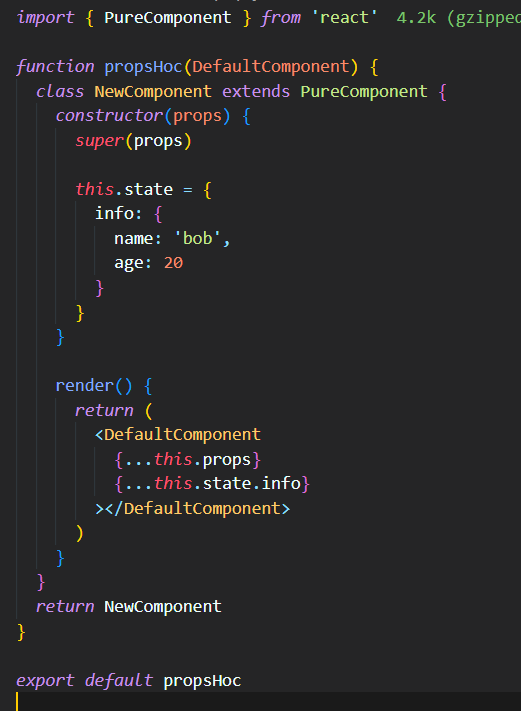 import { PureComponent } from 'react' 4.2k (gzipped
function propsHoc(DefaultComponent) {
class NewComponent extends PureComponent {
constructor(props) {
super(props)
this.state = {
info: {
name: 'bob',
age: 20
}
}
}
render() {
return (
<DefaultComponent
{...this.props}
{...this.state.info}
></DefaultComponent>
)
}
}
return NewComponent
}
export default propsHoc